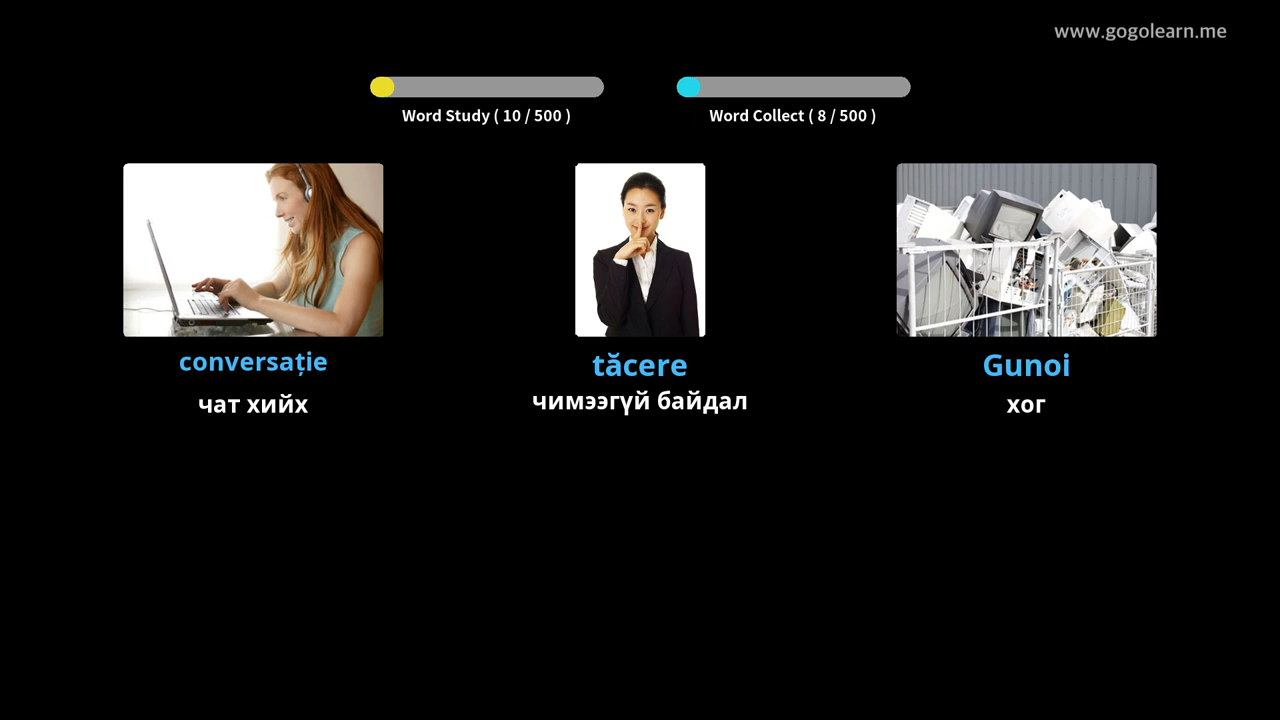 www.gogolearn.me
Word Study ( 10 / 500 )
Word Collect ( 8 / 500 )
conversație
tăcere
Gunoi
чат хийх
чимээгүй байдал
хог